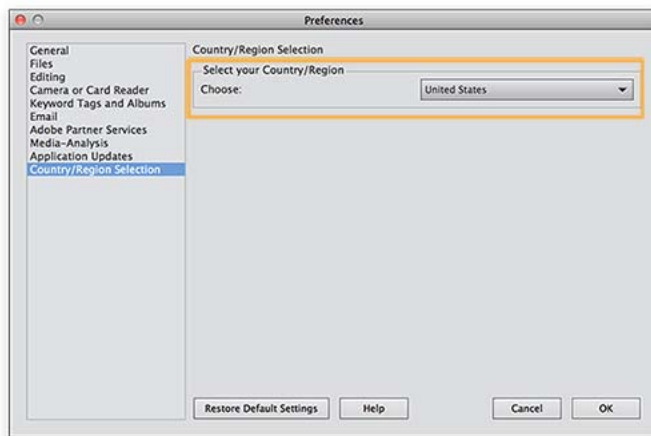 Preferences
General
Files
Editing
Camera or Card Reader
Keyword Tags and Albums
Email
Adobe Partner Services
Media-Analysis
Application Updates
Country/Region Selection
Country/Region Selection
Select your Country/Region
Choose: United States
Restore Default Settings Help Cancel OK